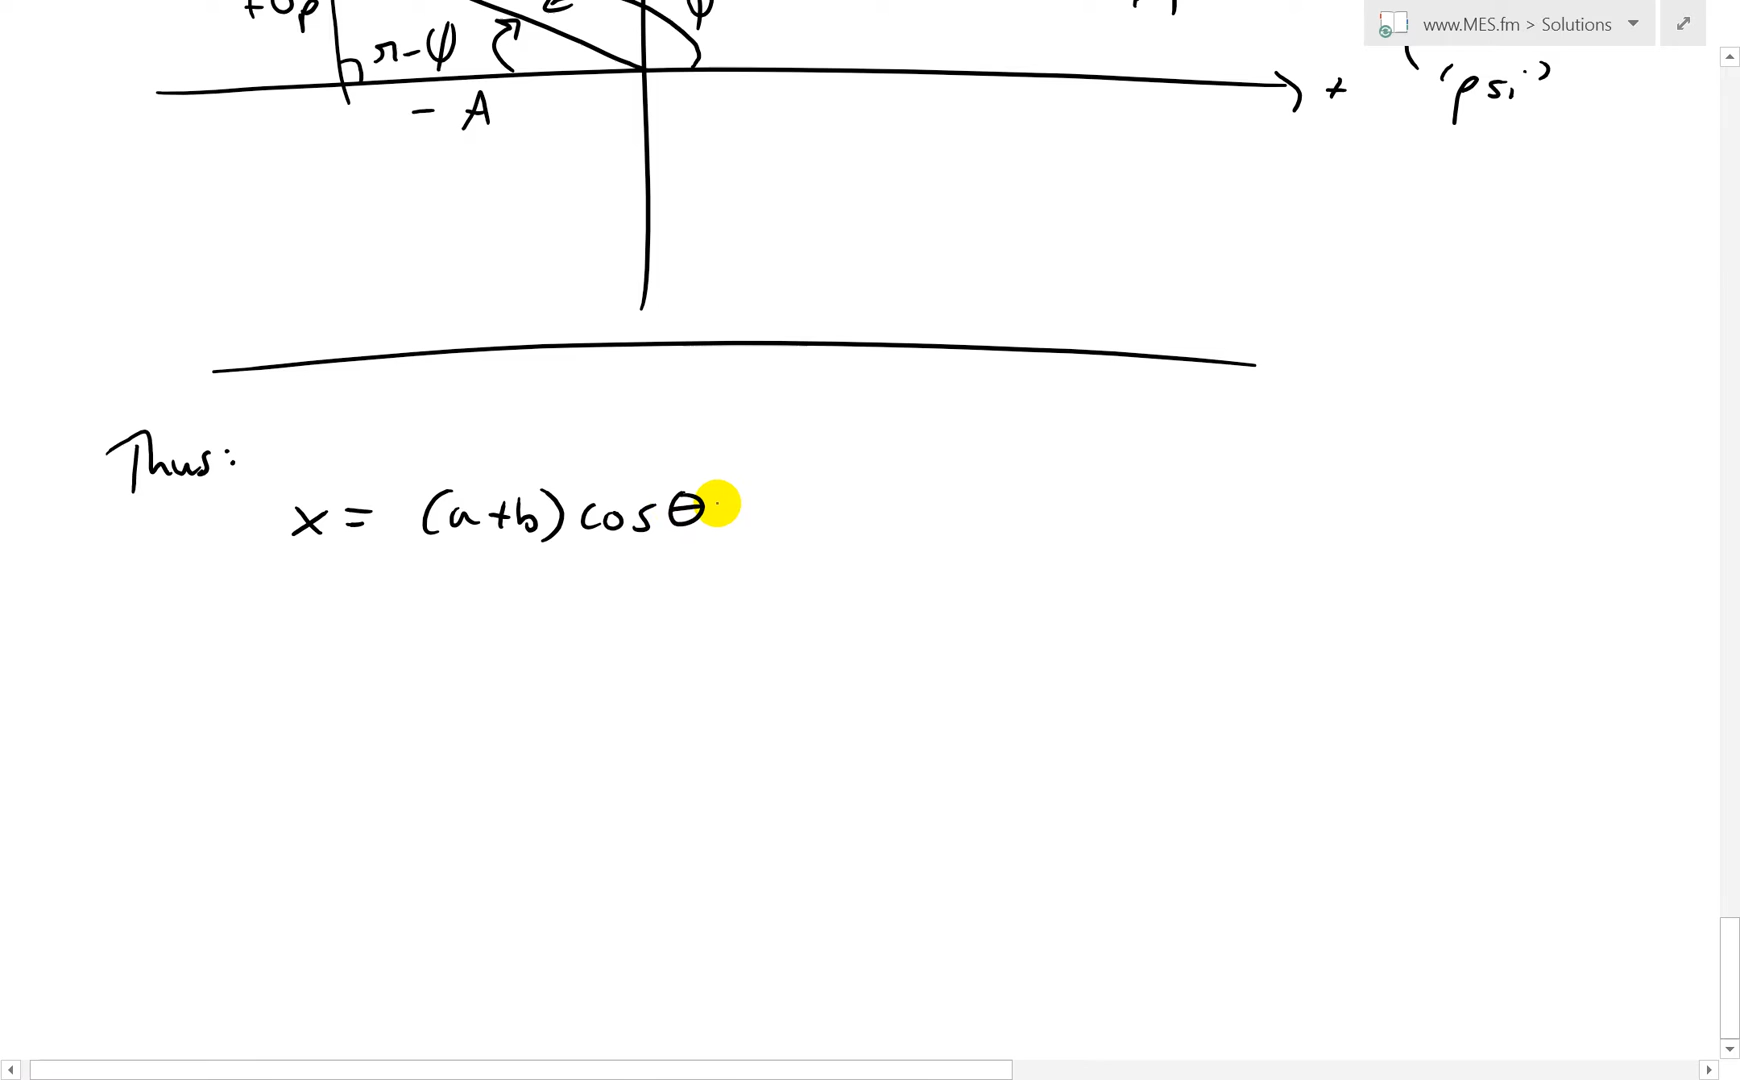 +Op
ψ
www.MES.fm > Solutions
π-ψ
- A
+
'psi'
Thus:
x = (a+b) cos θ